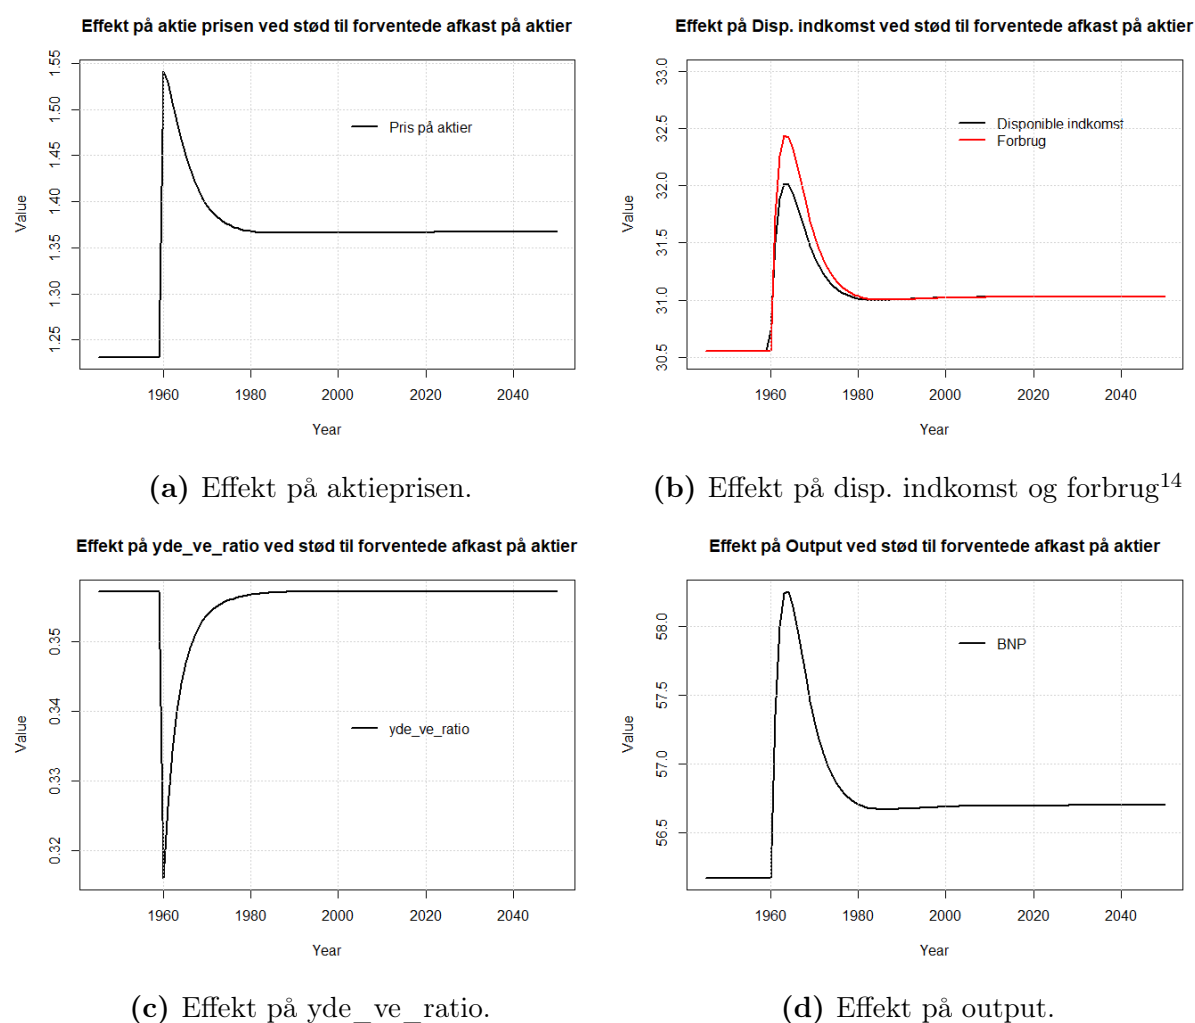 Effekt på aktie prisen ved stød til forventede afkast på aktier
1.55
1.50
1.45
1.40
1.35
1.30
1.25
Value
Pris på aktier
1960 1980 2000 2020 2040
Year
(a) Effekt på aktieprisen.
Effekt på Disp. indkomst ved stød til forventede afkast på aktier
33.0
32.5
32.0
31.5
31.0
30.5
Value
Disponible indkomst
Forbrug
1960 1980 2000 2020 2040
Year
(b) Effekt på disp. indkomst og forbrug14
Effekt på yde_ve_ratio ved stød til forventede afkast på aktier
0.35
0.34
0.33
0.32
Value
yde_ve_ratio
1960 1980 2000 2020 2040
Year
(c) Effekt på yde_ve_ratio.
Effekt på Output ved stød til forventede afkast på aktier
58.0
57.5
57.0
56.5
Value
BNP
1960 1980 2000 2020 2040
Year
(d) Effekt på output.